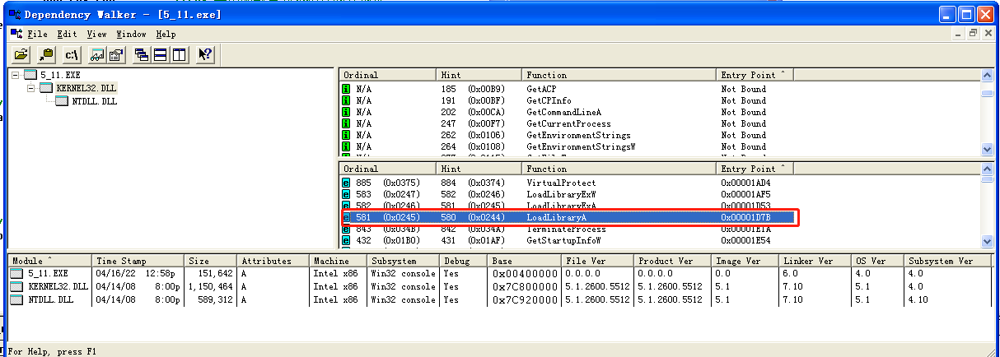 Dependency Walker - [5_11.exe]
File Edit View Window Help
c:\
5_11.EXE
KERNEL32.DLL
NTDLL.DLL
Ordinal Hint Function Entry Point ^
N/A 185 (0x00B9) GetACP Not Bound
N/A 191 (0x00BF) GetCPInfo Not Bound
N/A 202 (0x00CA) GetCommandLineA Not Bound
N/A 247 (0x00F7) GetCurrentProcess Not Bound
N/A 262 (0x0106) GetEnvironmentStrings Not Bound
N/A 264 (0x0108) GetEnvironmentStringsW Not Bound
Ordinal Hint Function Entry Point ^
885 (0x0375) 884 (0x0374) VirtualProtect 0x00001AD4
583 (0x0247) 582 (0x0246) LoadLibraryExW 0x00001AF5
582 (0x0246) 581 (0x0245) LoadLibraryExA 0x00001D53
581 (0x0245) 580 (0x0244) LoadLibraryA 0x00001D7B
843 (0x034B) 842 (0x034A) TerminateProcess 0x00001E1A
432 (0x01B0) 431 (0x01AF) GetStartupInfoW 0x00001E54
Module ^ Time Stamp Size Attributes Machine Subsystem Debug Base File Ver Product Ver Image Ver Linker Ver OS Ver Subsystem Ver
5_11.EXE 04/16/22 12:58p 151,642 A Intel x86 Win32 console Yes 0x00400000 0.0.0.0 0.0.0.0 0.0 6.0 4.0 4.0
KERNEL32.DLL 04/14/08 8:00p 1,150,464 A Intel x86 Win32 console Yes 0x7C800000 5.1.2600.5512 5.1.2600.5512 5.1 7.10 5.1 4.0
NTDLL.DLL 04/14/08 8:00p 589,312 A Intel x86 Win32 console Yes 0x7C920000 5.1.2600.5512 5.1.2600.5512 5.1 7.10 5.1 4.10
For Help, press F1